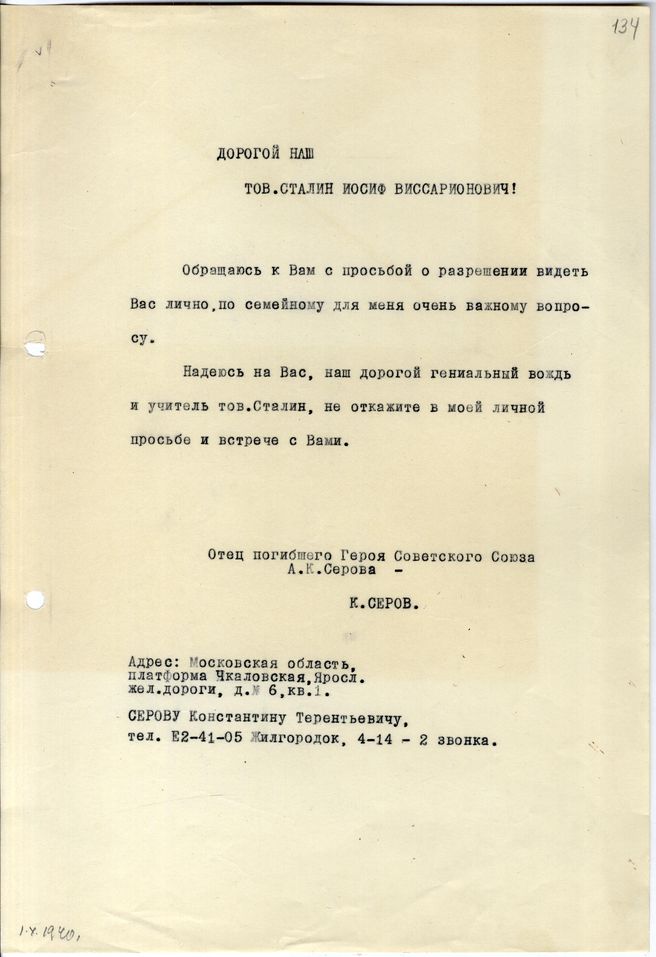 134
ДОРОГОЙ НАШ
ТОВ.СТАЛИН ИОСИФ ВИССАРИОНОВИЧ!
Обращаюсь к Вам с просьбой о разрешении видеть
Вас лично,по семейному для меня очень важному вопро-
су.
Надеюсь на Вас, наш дорогой гениальный вождь
и учитель тов.Сталин, не откажите в моей личной
просьбе и встрече с Вами.
Отец погибшего Героя Советского Союза
А.К.Серова –
К.СЕРОВ.
Адрес: Московская область,
платформа Чкаловская,Яросл.
жел.дороги, д.№ 6,кв.1.
СЕРОВУ Константину Терентьевичу,
тел. Е2-41-05 Жилгородок, 4-14 – 2 звонка.
1.X.1940.